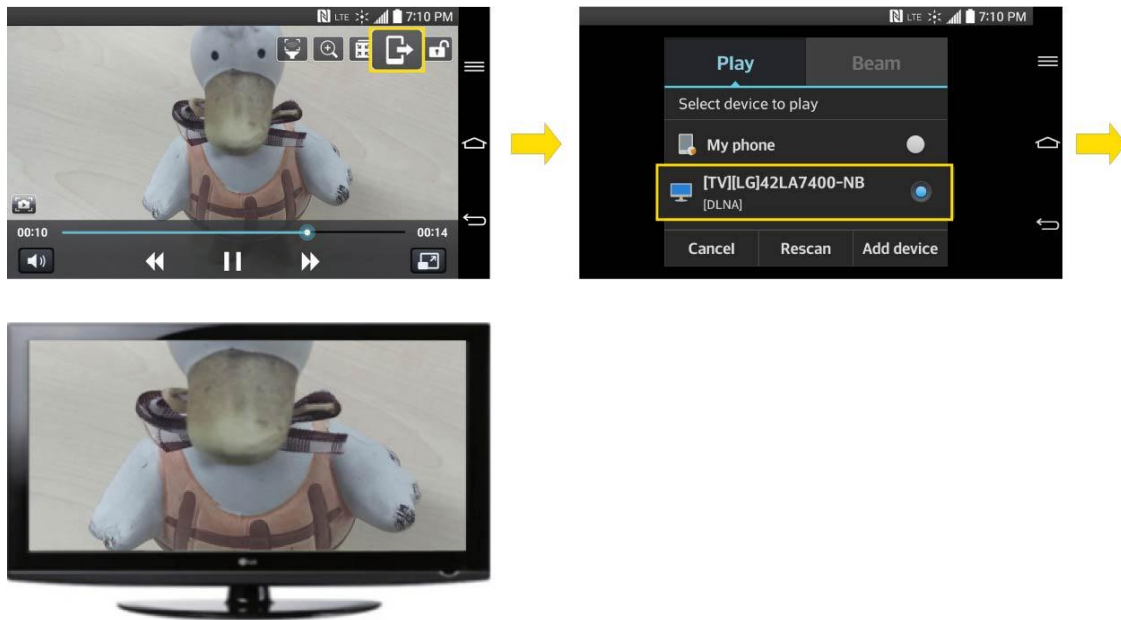 LTE 7:10 PM
00:10 00:14
LTE 7:10 PM
Play Beam
Select device to play
My phone
[TV][LG]42LA7400-NB
[DLNA]
Cancel Rescan Add device
LG